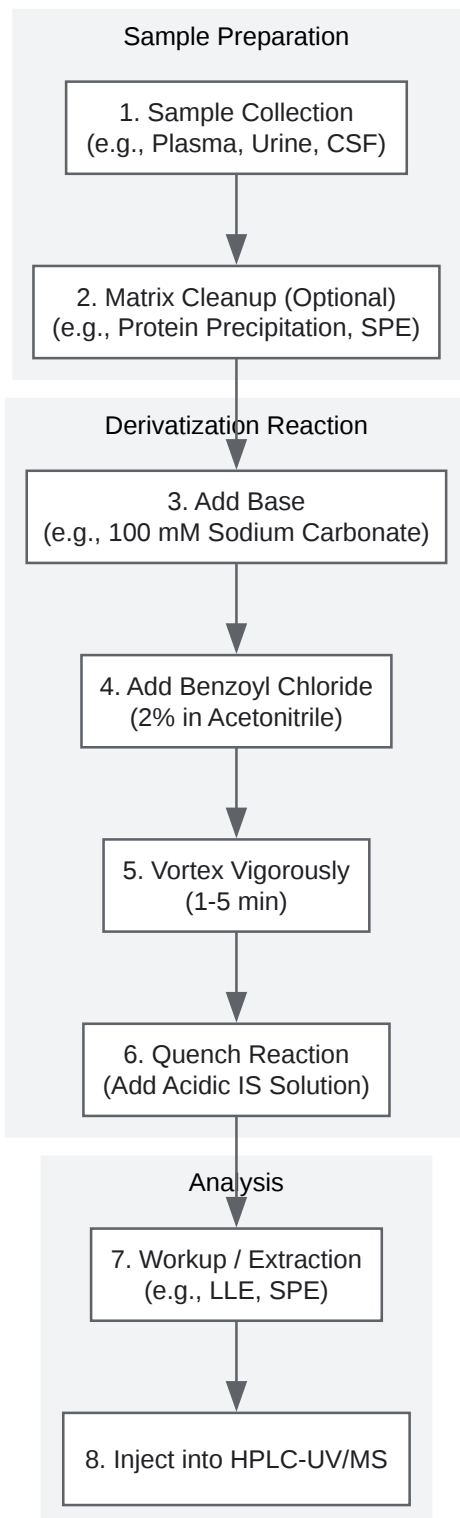 Sample Preparation
1. Sample Collection
(e.g., Plasma, Urine, CSF)
2. Matrix Cleanup (Optional)
(e.g., Protein Precipitation, SPE)
Derivatization Reaction
3. Add Base
(e.g., 100 mM Sodium Carbonate)
4. Add Benzoyl Chloride
(2% in Acetonitrile)
5. Vortex Vigorously
(1-5 min)
6. Quench Reaction
(Add Acidic IS Solution)
Analysis
7. Workup / Extraction
(e.g., LLE, SPE)
8. Inject into HPLC-UV/MS